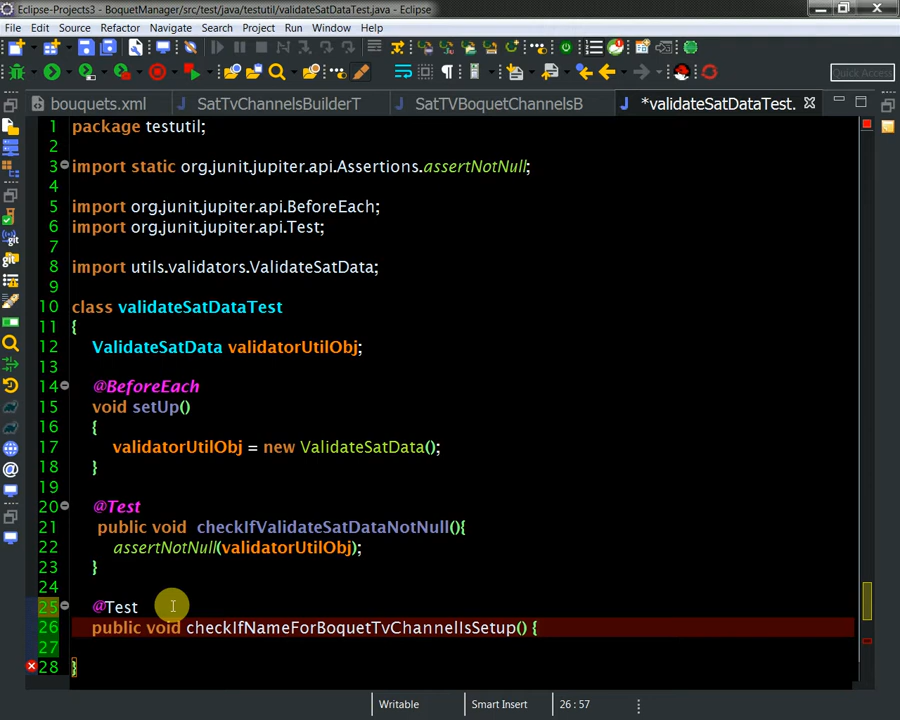 Eclipse-Projects3 - BoquetManager/src/test/java/testutil/validateSatDataTest.java - Eclipse
File Edit Source Refactor Navigate Search Project Run Window Help
Quick Access
bouquets.xml SatTvChannelsBuilderT SatTVBoquetChannelsB *validateSatDataTest.
1 package testutil;
2
3 import static org.junit.jupiter.api.Assertions.assertNotNull;
4
5 import org.junit.jupiter.api.BeforeEach;
6 import org.junit.jupiter.api.Test;
7
8 import utils.validators.ValidateSatData;
9
10 class validateSatDataTest
11 {
12 ValidateSatData validatorUtilObj;
13
14 @BeforeEach
15 void setUp()
16 {
17 validatorUtilObj = new ValidateSatData();
18 }
19
20 @Test
21 public void checkIfValidateSatDataNotNull(){
22 assertNotNull(validatorUtilObj);
23 }
24
25 @Test
26 public void checkIfNameForBoquetTvChannelIsSetup() {
27
28 }
Writable Smart Insert 26 : 57